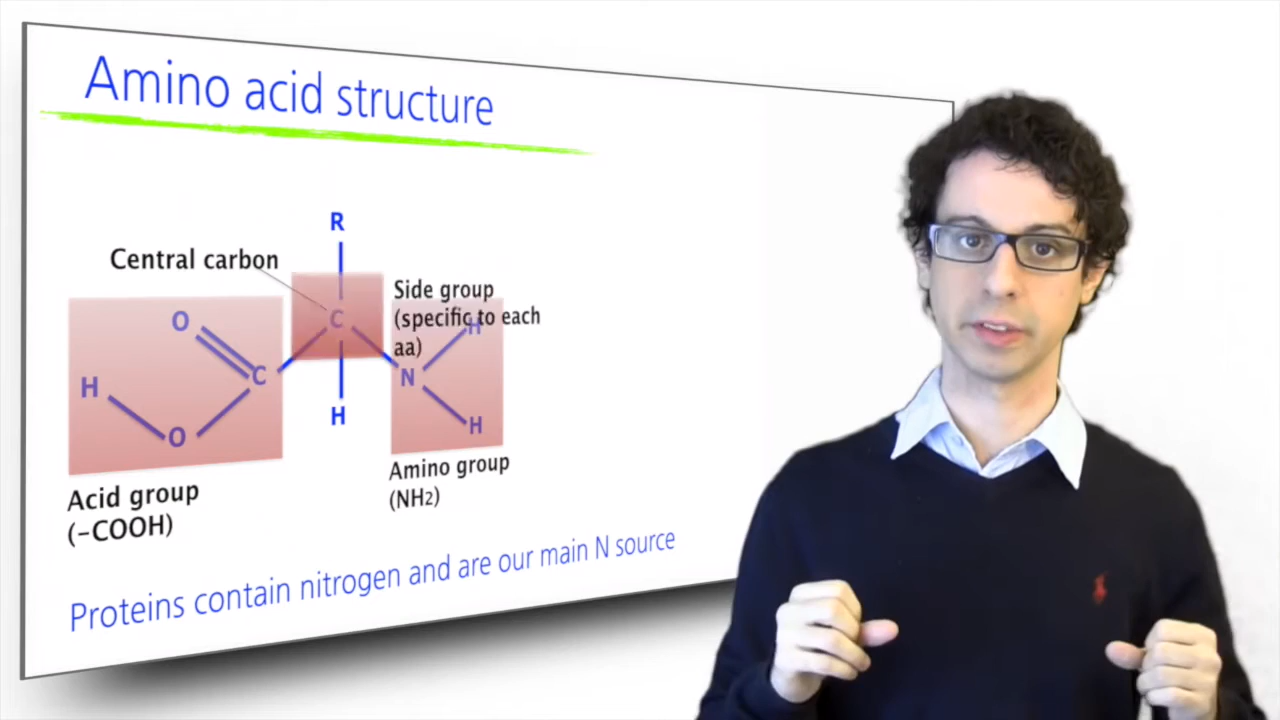 Amino acid structure
R
Central carbon
Side group
(specific to each
aa)
O
C
H
C
N
H
O
H
H
Acid group
(-COOH)
Amino group
(NH2)
Proteins contain nitrogen and are our main N source